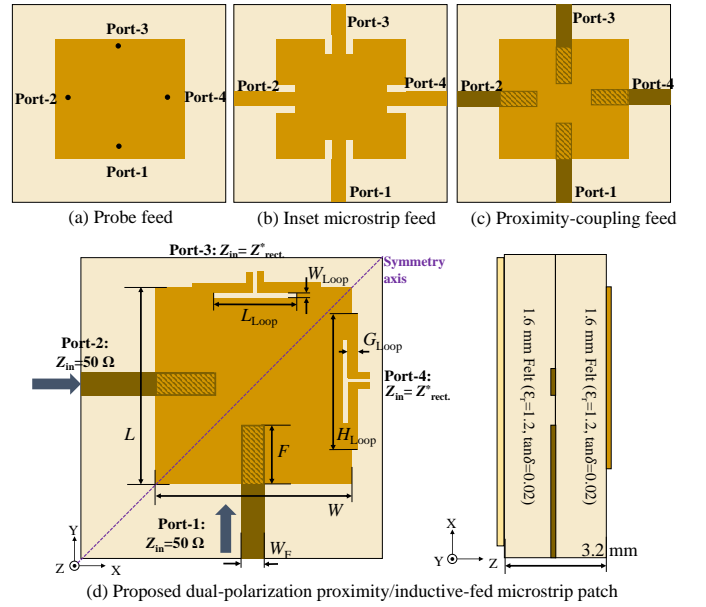 Port-3
Port-2
Port-4
Port-1
(a) Probe feed
Port-3
Port-2
Port-4
Port-1
(b) Inset microstrip feed
Port-3
Port-2
Port-4
Port-1
(c) Proximity-coupling feed
Port-3: Zin= Z*rect.
Symmetry
axis
WLoop
LLoop
Port-2:
Zin=50 Ω
GLoop
Port-4:
Zin= Z*rect.
L
F
HLoop
W
Port-1:
Zin=50 Ω
WF
Y
Z
X
1.6 mm Felt (Ɛr=1.2, tanδ=0.02)
1.6 mm Felt (Ɛr=1.2, tanδ=0.02)
X
Y
Z
3.2 mm
(d) Proposed dual-polarization proximity/inductive-fed microstrip patch